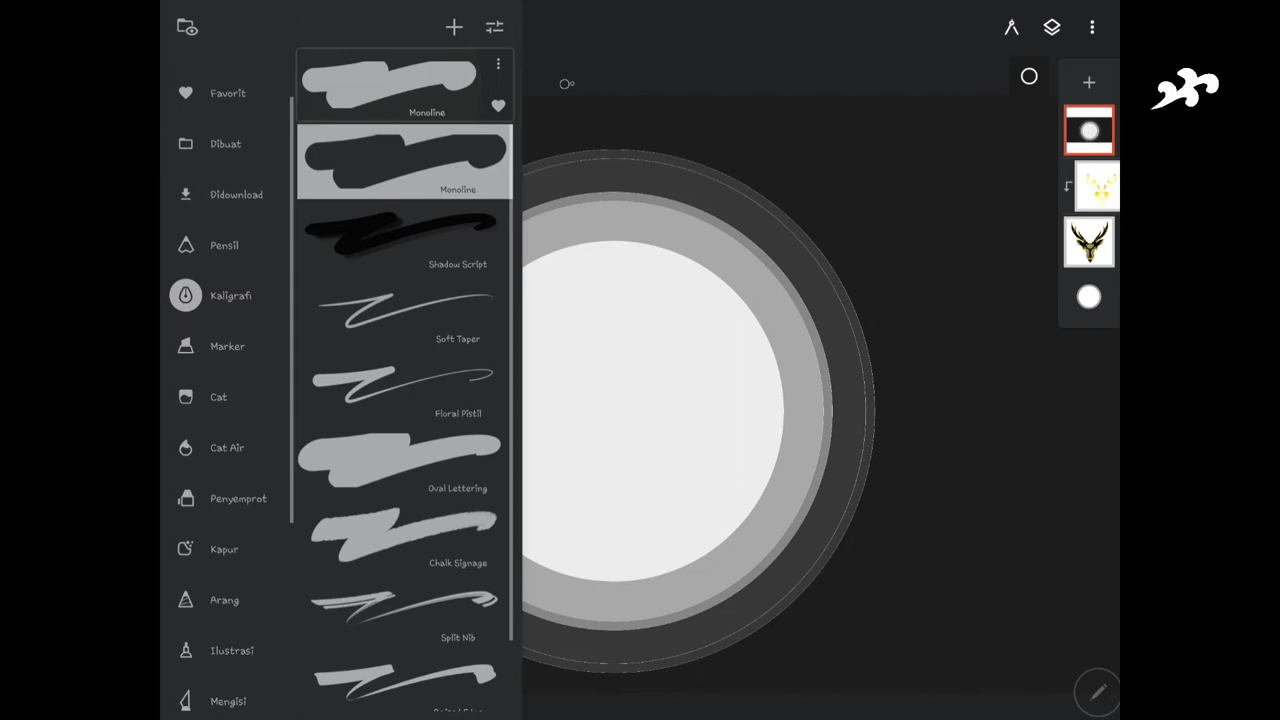 Favorit
Dibuat
Didownload
Pensil
Kaligrafi
Marker
Cat
Cat Air
Penyemprot
Kapur
Arang
Ilustrasi
Mengisi
Monoline
Monoline
Shadow Script
Soft Taper
Floral Pistil
Oval Lettering
Chalk Signage
Split Nib